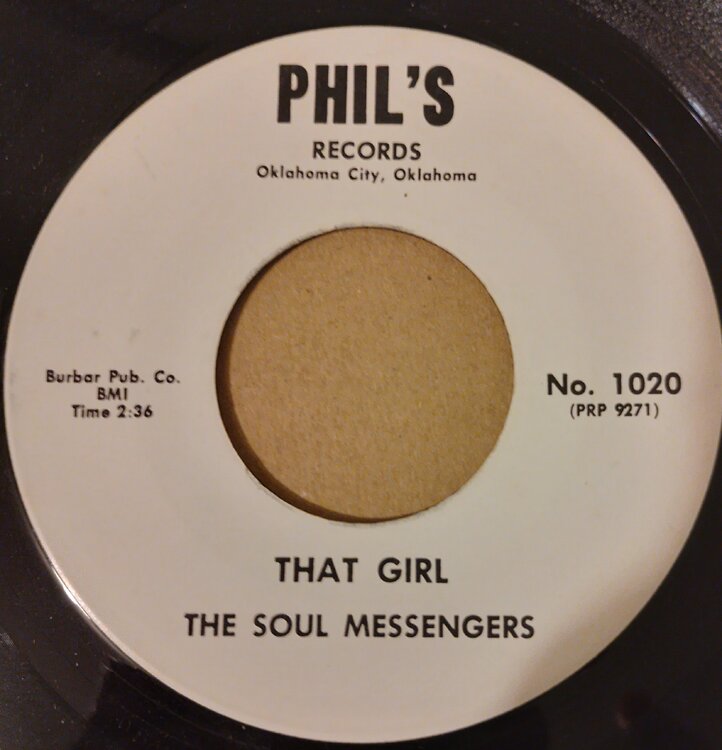 PHIL'S
RECORDS
Oklahoma City, Oklahoma
Burbar Pub. Co.
BMI
Time 2:36
No. 1020
(PRP 9271)
THAT GIRL
THE SOUL MESSENGERS